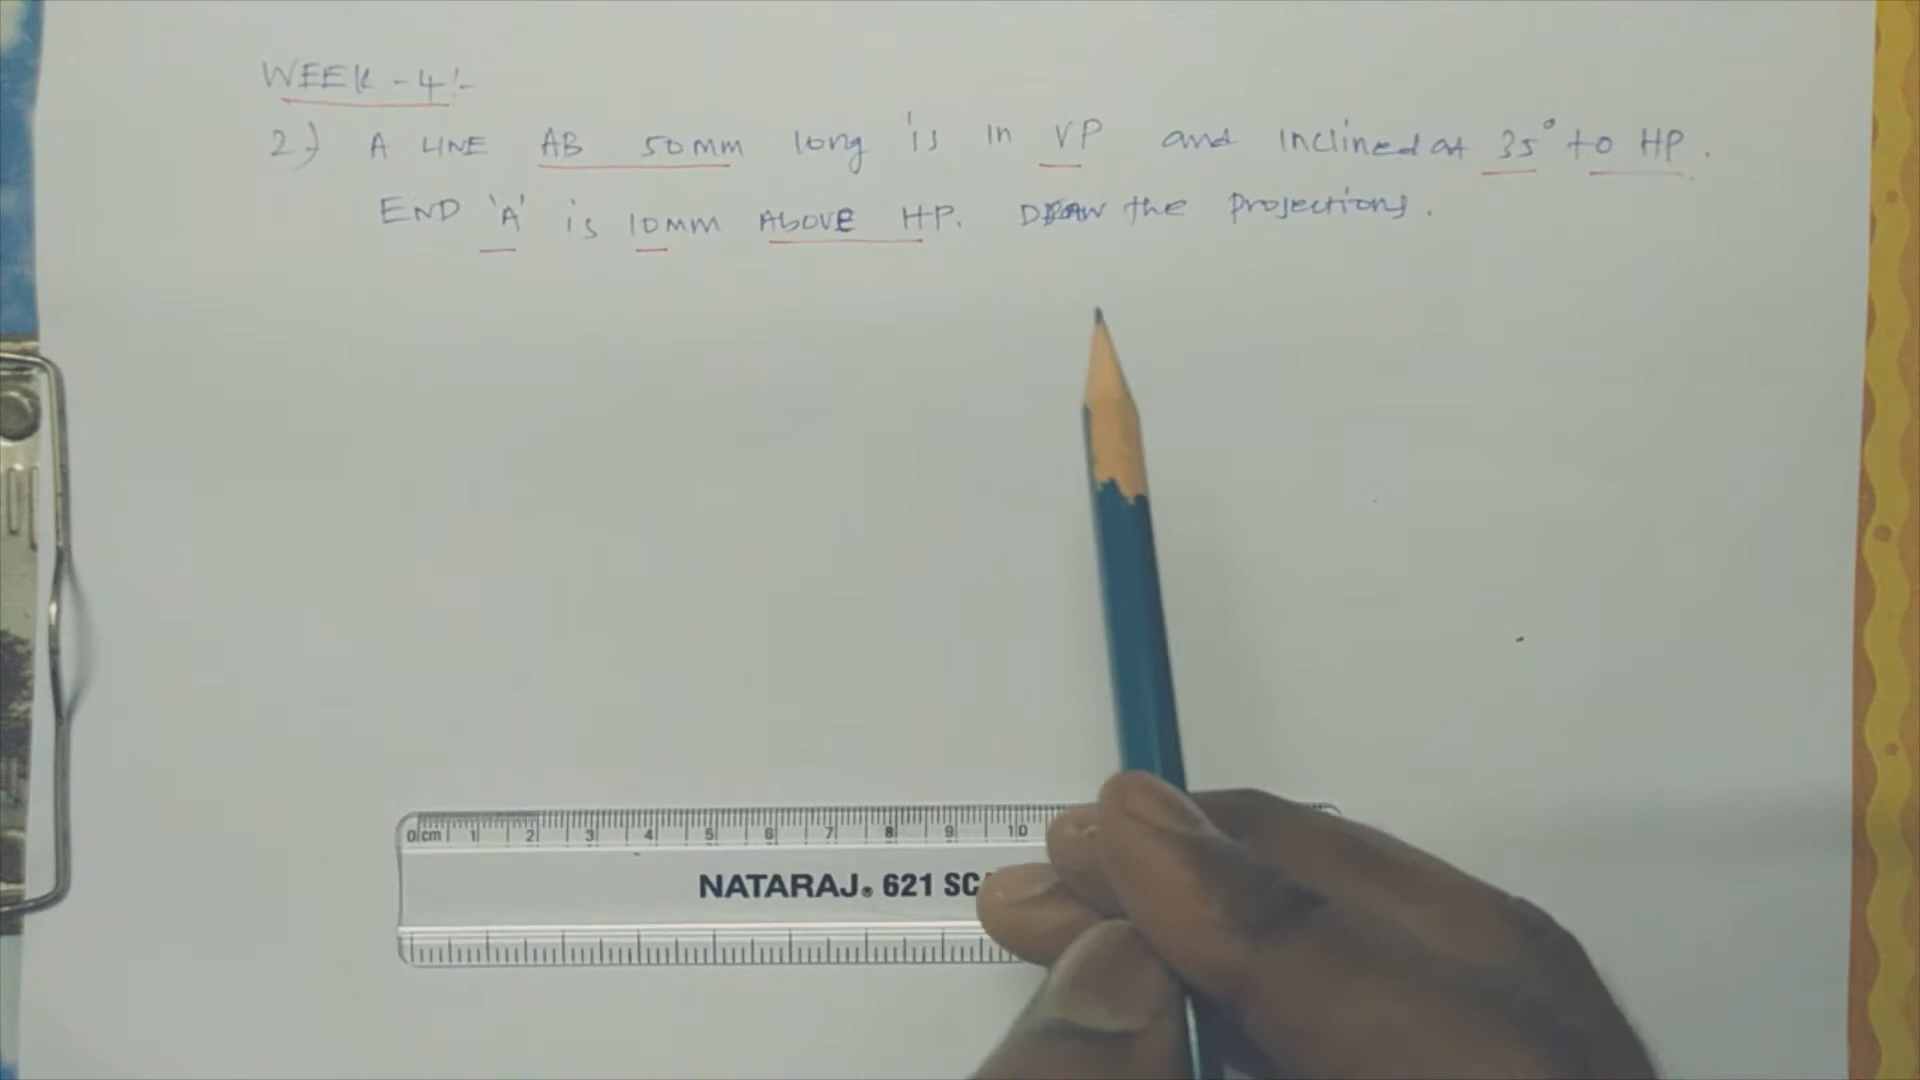 WEEK-4:-
2) A LINE AB 50mm long is in VP and inclined at 35° to HP.
END 'A' is 10mm ABOVE HP. DRAW the projections.
0 cm 1 2 3 4 5 6 7 8 9 10
NATARAJ® 621